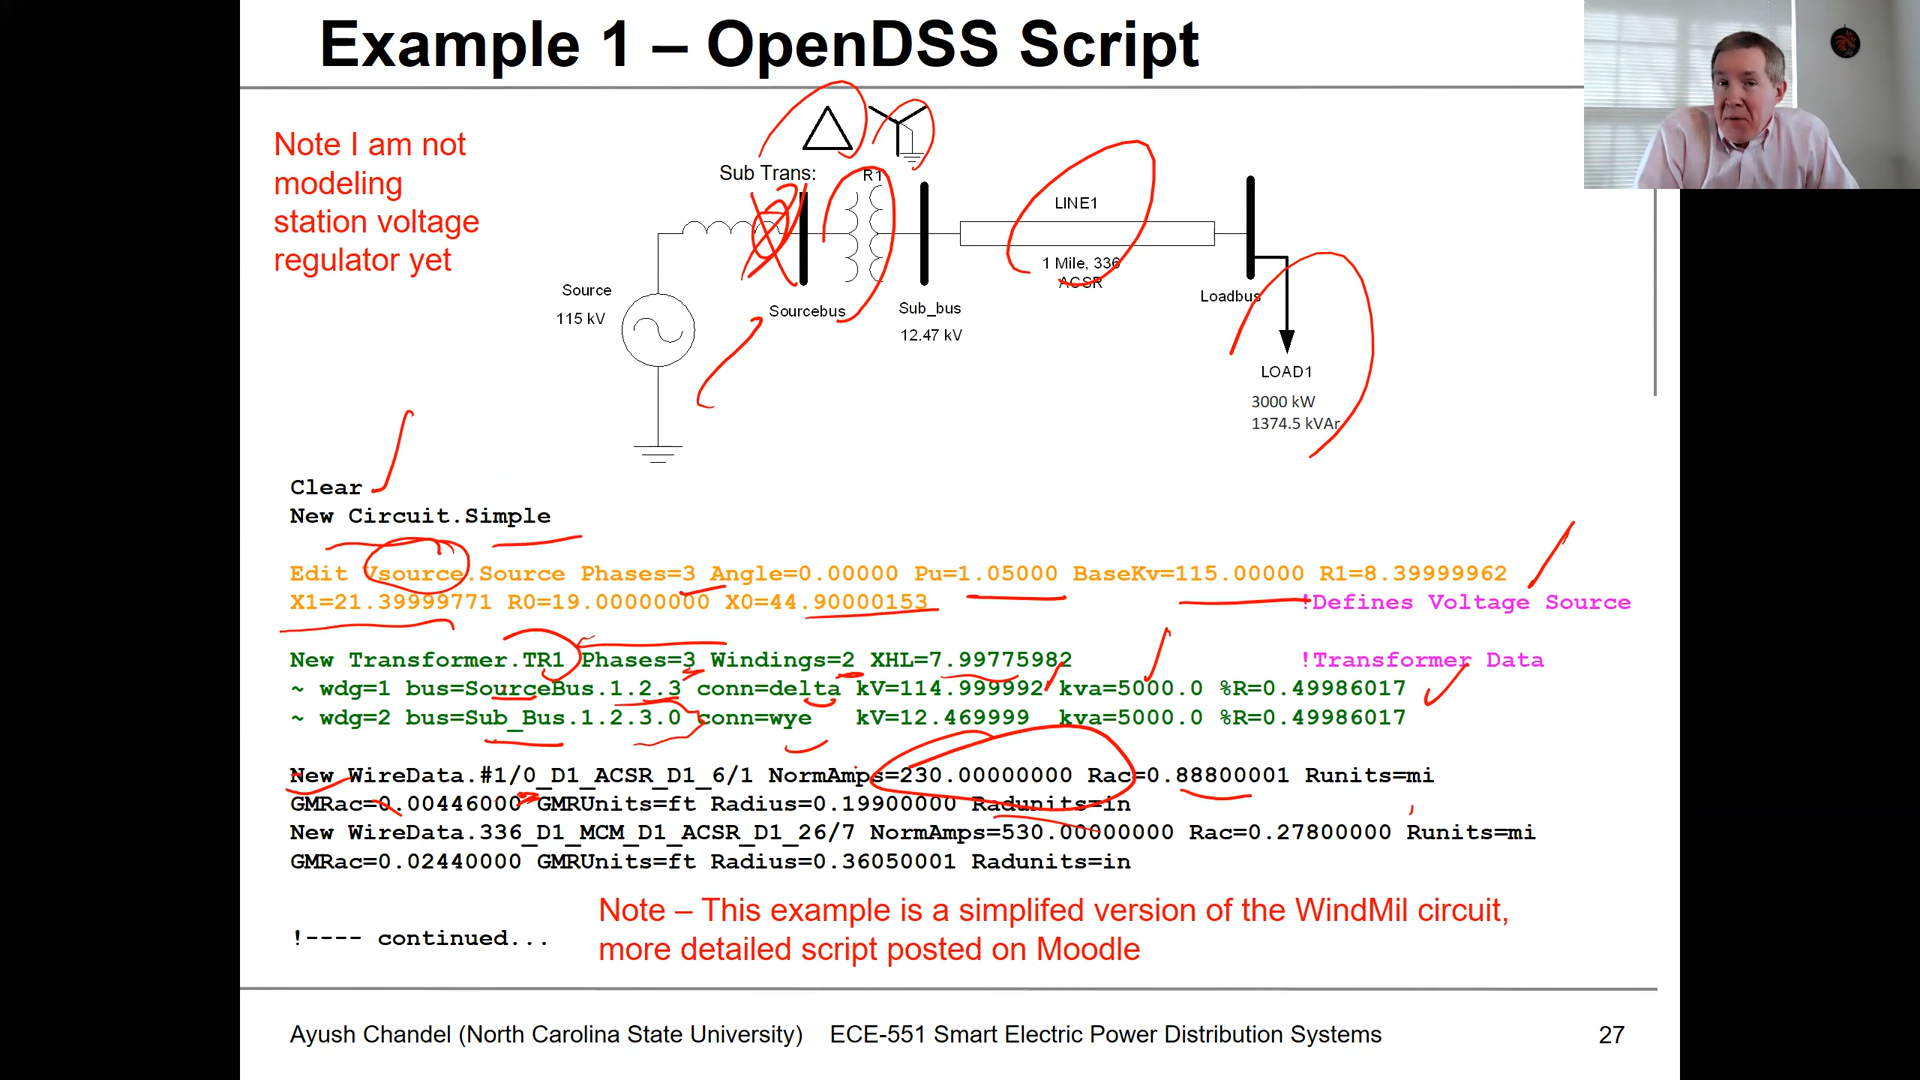 Example 1 – OpenDSS Script
Note I am not
modeling
station voltage
regulator yet
Sub Trans:
R1
LINE1
1 Mile, 336
ACSR
Source
115 kV
Sourcebus
Sub_bus
12.47 kV
Loadbus
LOAD1
3000 kW
1374.5 kVAr
Clear
New Circuit.Simple
Edit Vsource.Source Phases=3 Angle=0.00000 Pu=1.05000 BaseKv=115.00000 R1=8.39999962
X1=21.39999771 R0=19.00000000 X0=44.90000153 !Defines Voltage Source
New Transformer.TR1 Phases=3 Windings=2 XHL=7.99775982 !Transformer Data
~ wdg=1 bus=SourceBus.1.2.3 conn=delta kV=114.999992 kva=5000.0 %R=0.49986017
~ wdg=2 bus=Sub_Bus.1.2.3.0 conn=wye kV=12.469999 kva=5000.0 %R=0.49986017
New WireData.#1/0_D1_ACSR_D1_6/1 NormAmps=230.00000000 Rac=0.88800001 Runits=mi
GMRac=0.00446000 GMRUnits=ft Radius=0.19900000 Radunits=in
New WireData.336_D1_MCM_D1_ACSR_D1_26/7 NormAmps=530.00000000 Rac=0.27800000 Runits=mi
GMRac=0.02440000 GMRUnits=ft Radius=0.36050001 Radunits=in
!---- continued...
Note – This example is a simplifed version of the WindMil circuit,
more detailed script posted on Moodle
Ayush Chandel (North Carolina State University) ECE-551 Smart Electric Power Distribution Systems 27